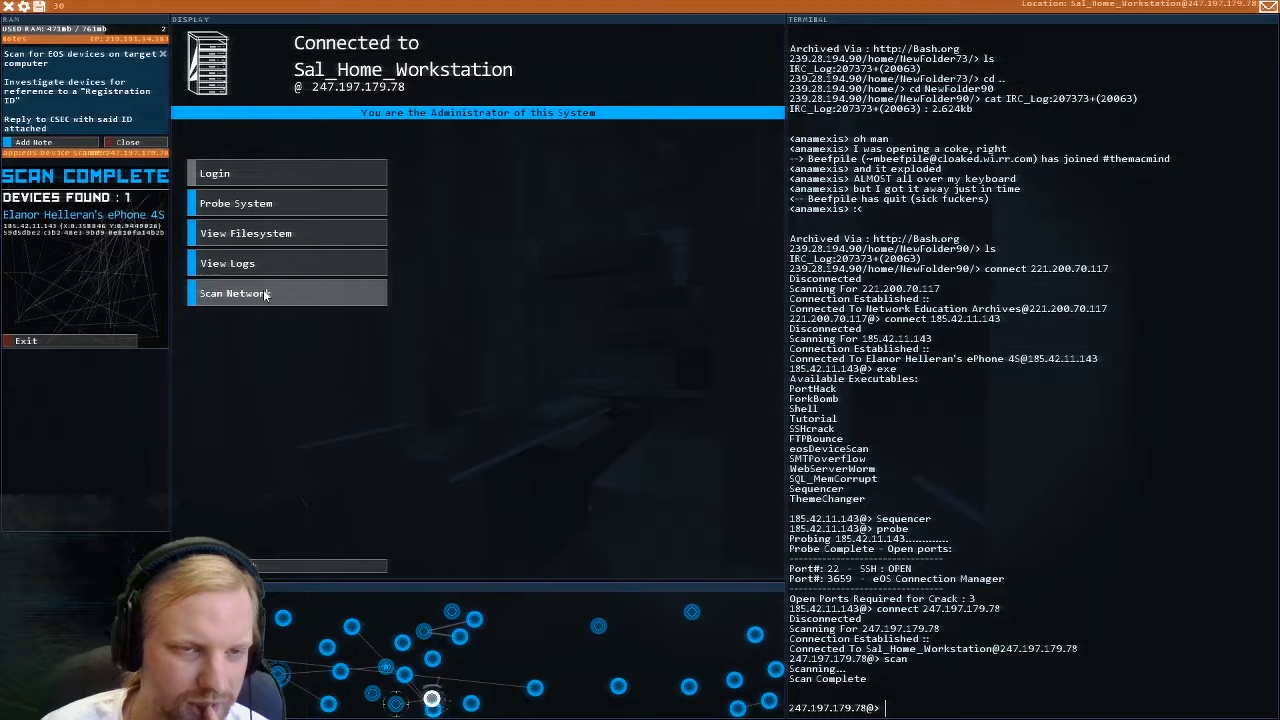 30
Location: Sal_Home_Workstation@247.197.179.78
RAM
USED RAM: 471mb / 761mb
2
notes
IP: 219.191.54.181
Scan for EOS devices on target
computer
Investigate devices for
reference to a "Registration
ID"
Reply to CSEC with said ID
attached
Add Note
Close
SCAN COMPLETE
DEVICES FOUND : 1
Elanor Helleran's ePhone 4S
Exit
DISPLAY
Connected to
Sal_Home_Workstation
@ 247.197.179.78
You are the Administrator of this System
Login
Probe System
View Filesystem
View Logs
Scan Network
TERMINAL
Archived Via : http://Bash.org
239.28.194.90/home/NewFolder73/> ls
IRC_Log:207373+(20063)
239.28.194.90/home/NewFolder73/> cd ..
239.28.194.90/home/> cd NewFolder90
239.28.194.90/home/NewFolder90/> cat IRC_Log:207373+(20063)
IRC_Log:207373+(20063) : 2.624kb
<anamexis> oh man
<anamexis> I was opening a coke, right
--> Beefpile (~mbeefpile@cloaked.wi.rr.com) has joined #themacmind
<anamexis> and it exploded
<anamexis> ALMOST all over my keyboard
<anamexis> but I got it away just in time
<-- Beefpile has quit (sick fuckers)
<anamexis> :<
Archived Via : http://Bash.org
239.28.194.90/home/NewFolder90/> ls
IRC_Log:207373+(20063)
239.28.194.90/home/NewFolder90/> connect 221.200.70.117
Disconnected
Scanning For 221.200.70.117
Connection Established ::
Connected To Network Education Archives@221.200.70.117
221.200.70.117@> connect 185.42.11.143
Disconnected
Scanning For 185.42.11.143
Connection Established ::
Connected To Elanor Helleran's ePhone 4S@185.42.11.143
185.42.11.143@> exe
Available Executables:
PortHack
ForkBomb
Shell
Tutorial
SSHcrack
FTPBounce
eosDeviceScan
SMTPoverflow
WebServerWorm
SQL_MemCorrupt
Sequencer
ThemeChanger
185.42.11.143@> Sequencer
185.42.11.143@> probe
Probing 185.42.11.143.............
Probe Complete - Open ports:
---------------------------------
Port#: 22 - SSH : OPEN
Port#: 3659 - eOS Connection Manager
---------------------------------
Open Ports Required for Crack : 3
185.42.11.143@> connect 247.197.179.78
Disconnected
Scanning For 247.197.179.78
Connection Established ::
Connected To Sal_Home_Workstation@247.197.179.78
247.197.179.78@> scan
Scanning...
Scan Complete
247.197.179.78@>